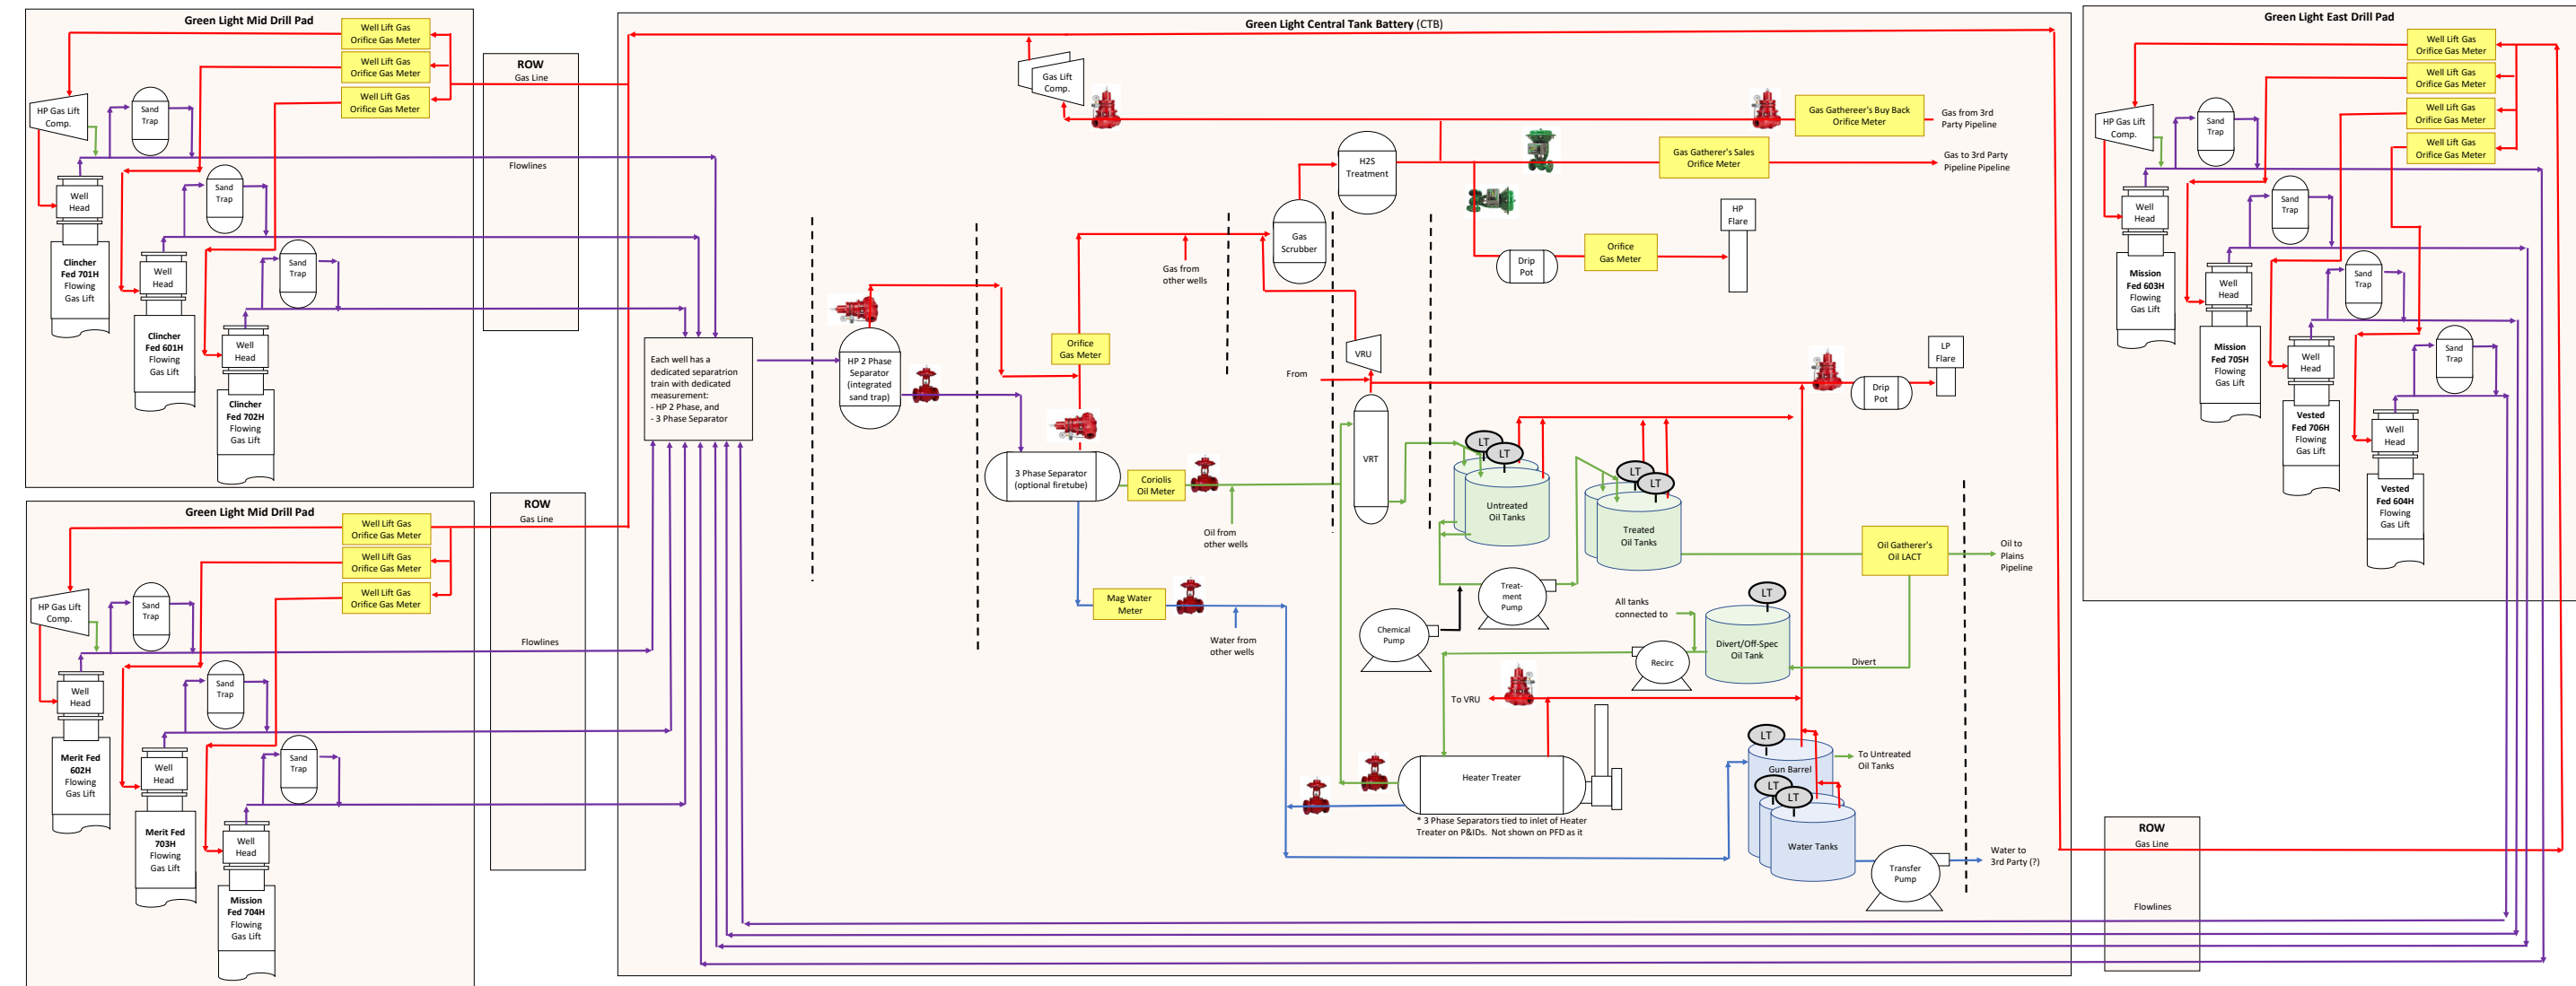 Green Light Mid Drill Pad
Well Lift Gas
Orifice Gas Meter
Well Lift Gas
Orifice Gas Meter
Well Lift Gas
Orifice Gas Meter
HP Gas Lift
Comp.
Sand
Trap
Well
Head
Clincher
Fed 701H
Flowing
Gas Lift
Sand
Trap
Well
Head
Clincher
Fed 601H
Flowing
Gas Lift
Sand
Trap
Well
Head
Clincher
Fed 702H
Flowing
Gas Lift
ROW
Gas Line
Flowlines
Green Light Mid Drill Pad
Well Lift Gas
Orifice Gas Meter
Well Lift Gas
Orifice Gas Meter
Well Lift Gas
Orifice Gas Meter
HP Gas Lift
Comp.
Sand
Trap
Well
Head
Merit Fed
602H
Flowing
Gas Lift
Sand
Trap
Well
Head
Merit Fed
703H
Flowing
Gas Lift
Sand
Trap
Well
Head
Mission
Fed 704H
Flowing
Gas Lift
ROW
Gas Line
Flowlines
Green Light Central Tank Battery (CTB)
Gas Lift
Comp.
Gas Gathereer's Buy Back
Orifice Meter
Gas from 3rd
Party Pipeline
H2S
Treatment
Gas Gatherer's Sales
Orifice Meter
Gas to 3rd Party
Pipeline Pipeline
Gas
Scrubber
Gas from
other wells
Drip
Pot
Orifice
Gas Meter
HP
Flare
Each well has a
dedicated separatrion
train with dedicated
measurement:
- HP 2 Phase, and
- 3 Phase Separator
HP 2 Phase
Separator
(integrated
sand trap)
Orifice
Gas Meter
VRU
From
LP
Flare
Drip
Pot
3 Phase Separator
(optional firetube)
Coriolis
Oil Meter
Oil from
other wells
VRT
LT
LT
Untreated
Oil Tanks
LT
LT
Treated
Oil Tanks
Oil Gatherer's
Oil LACT
Oil to
Plains
Pipeline
Mag Water
Meter
Water from
other wells
Chemical
Pump
Treat-
ment
Pump
All tanks
connected to
LT
Divert/Off-Spec
Oil Tank
Divert
Recirc
To VRU
Heater Treater
* 3 Phase Separators tied to inlet of Heater
Treater on P&IDs. Not shown on PFD as it
LT
Gun Barrel
To Untreated
Oil Tanks
LT
LT
Water Tanks
Transfer
Pump
Water to
3rd Party (?)
Green Light East Drill Pad
Well Lift Gas
Orifice Gas Meter
Well Lift Gas
Orifice Gas Meter
Well Lift Gas
Orifice Gas Meter
Well Lift Gas
Orifice Gas Meter
HP Gas Lift
Comp.
Sand
Trap
Well
Head
Mission
Fed 603H
Flowing
Gas Lift
Sand
Trap
Well
Head
Mission
Fed 705H
Flowing
Gas Lift
Sand
Trap
Well
Head
Vested
Fed 706H
Flowing
Gas Lift
Sand
Trap
Well
Head
Vested
Fed 604H
Flowing
Gas Lift
ROW
Gas Line
Flowlines